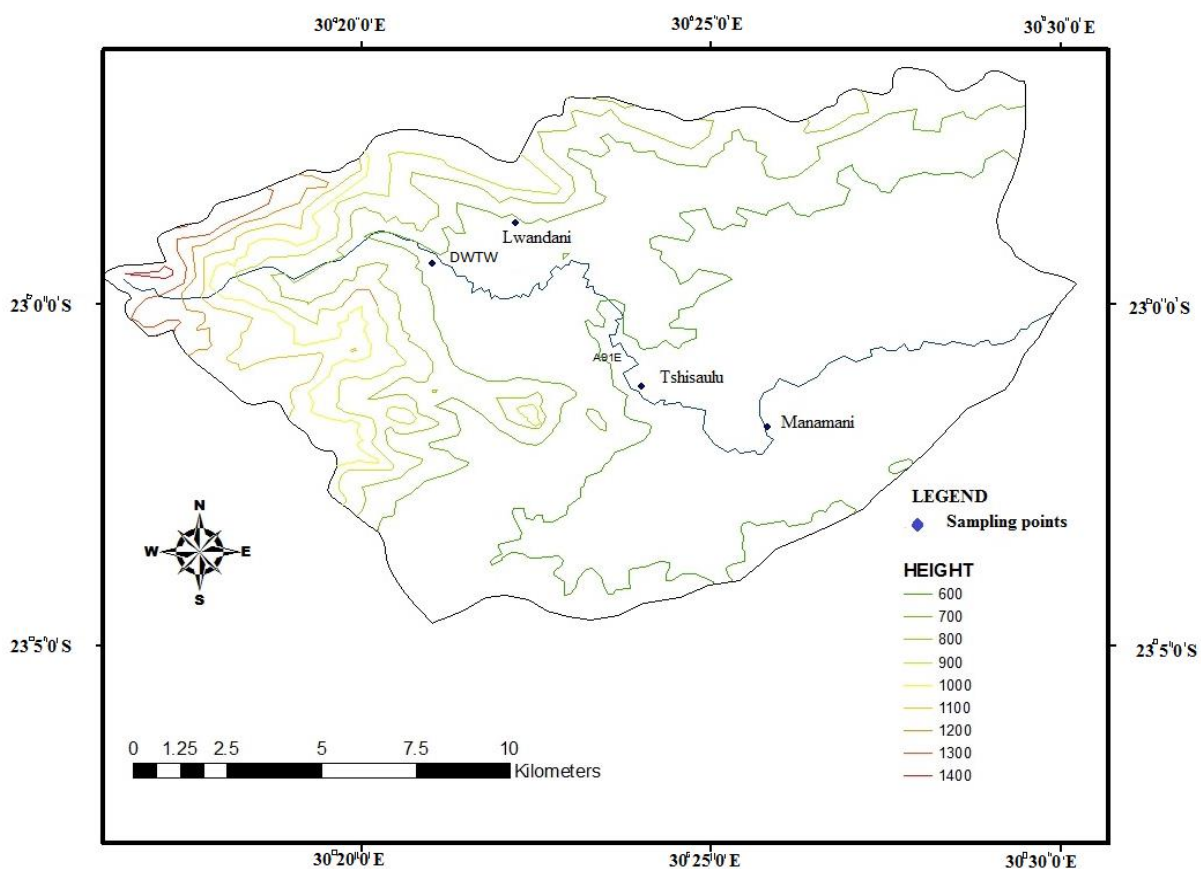 30°20'0"E 30°25'0"E 30°30'0"E
Lwandani
DWTW
23°0'0"S 23°0'0"S
A91E
Tshisaulu
Manamani
LEGEND
Sampling points
N
W E
S
HEIGHT
600
700
800
900
1000
1100
1200
1300
1400
23°5'0"S 23°5'0"S
0 1.25 2.5 5 7.5 10
Kilometers
30°20'0"E 30°25'0"E 30°30'0"E